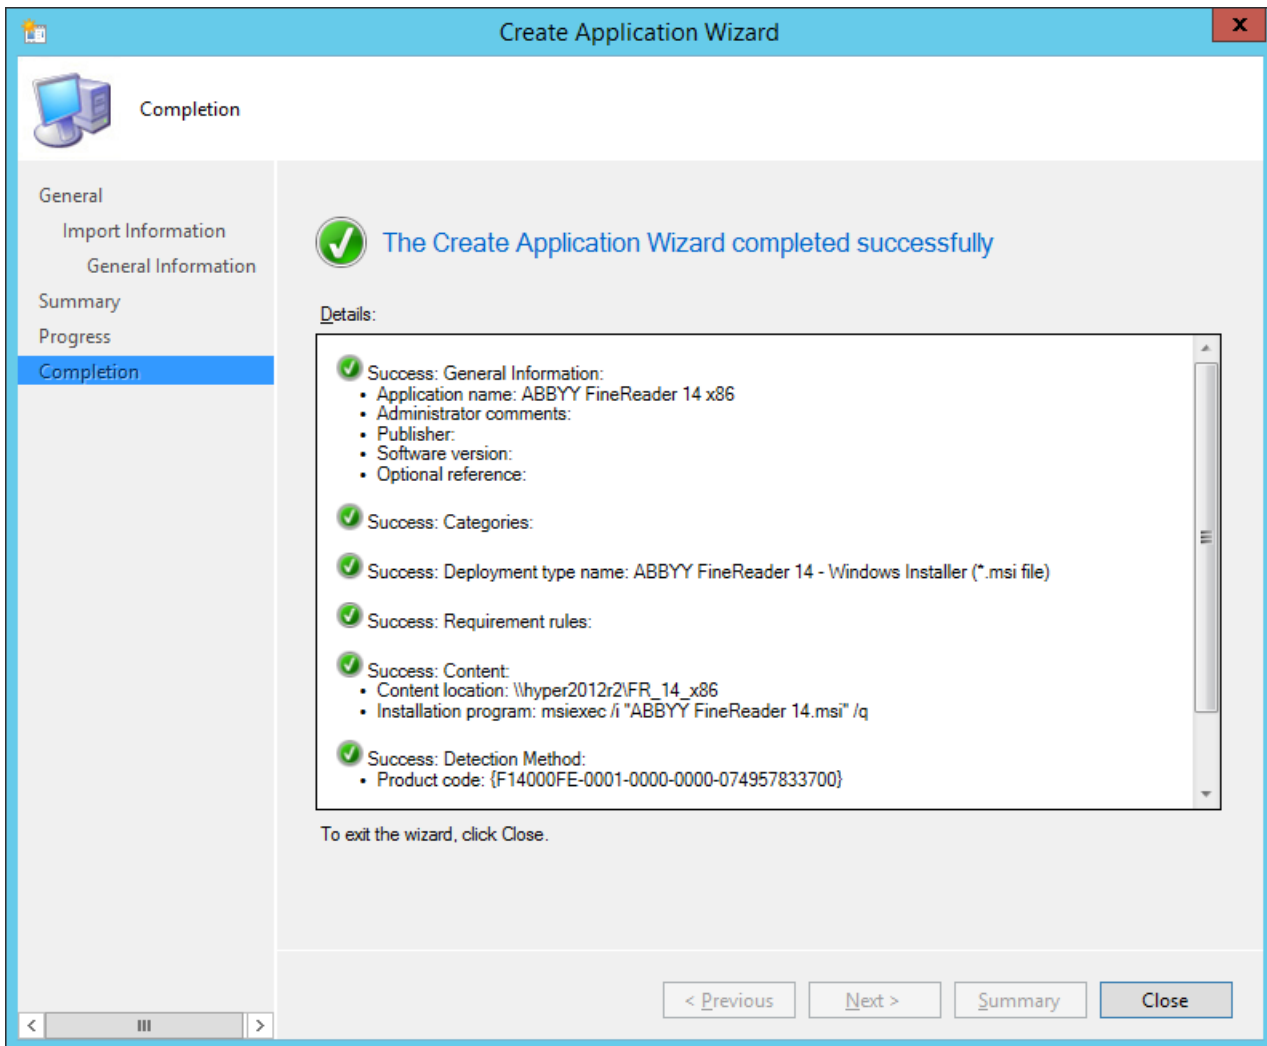 Create Application Wizard
x
Completion
General
Import Information
General Information
Summary
Progress
Completion
The Create Application Wizard completed successfully
Details:
Success: General Information:
• Application name: ABBYY FineReader 14 x86
• Administrator comments:
• Publisher:
• Software version:
• Optional reference:
Success: Categories:
Success: Deployment type name: ABBYY FineReader 14 - Windows Installer (*.msi file)
Success: Requirement rules:
Success: Content:
• Content location: \\hyper2012r2\FR_14_x86
• Installation program: msiexec /i "ABBYY FineReader 14.msi" /q
Success: Detection Method:
• Product code: {F14000FE-0001-0000-0000-074957833700}
To exit the wizard, click Close.
< Previous
Next >
Summary
Close